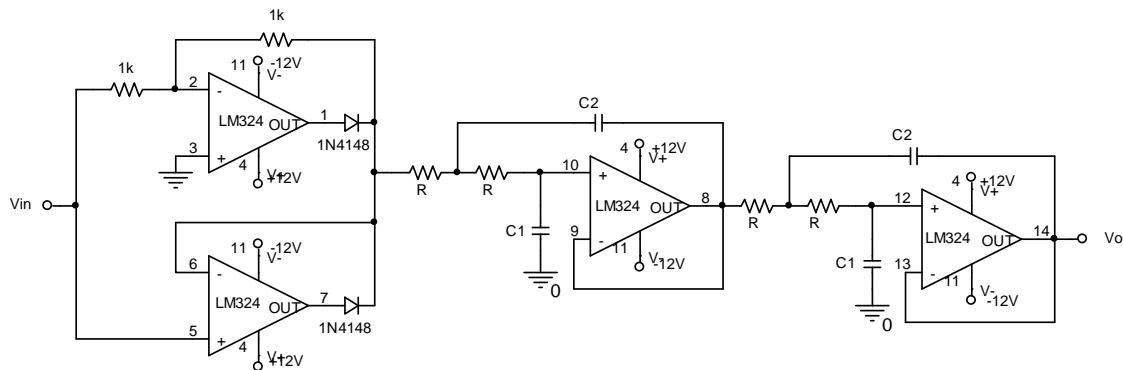 1k
1k
11
-12V
V-
2
-
LM324
OUT
1
1N4148
3
+
4
V+
+12V
Vin
11
-12V
V-
6
-
LM324
OUT
7
1N4148
5
+
4
V+
+12V
R
R
C2
C1
0
4
+12V
V+
10
+
LM324
OUT
8
9
-
11
V-
-12V
R
R
C2
C1
0
4
+12V
V+
12
+
LM324
OUT
14
13
-
11
V-
-12V
Vo